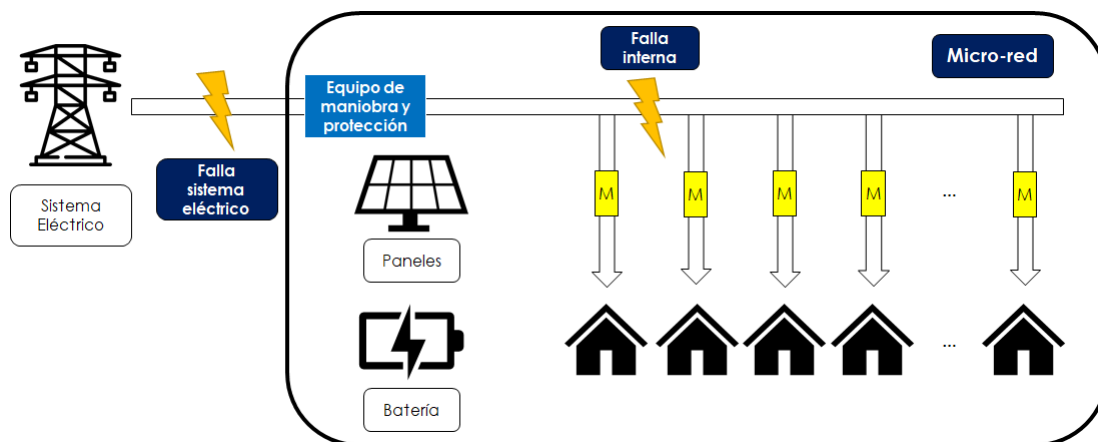 Falla
interna
Micro-red
Equipo de
maniobra y
protección
Falla
sistema
eléctrico
Sistema
Eléctrico
M
M
M
M
...
M
Paneles
...
Batería